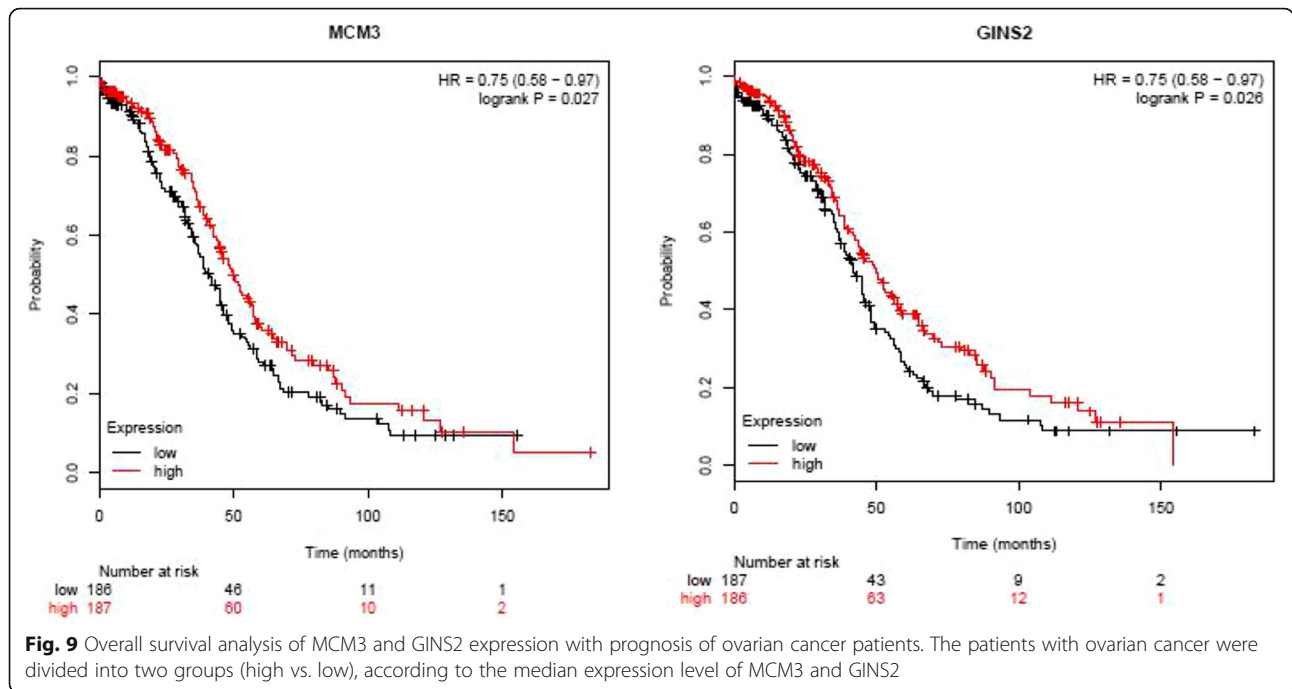 MCM3
HR = 0.75 (0.58 − 0.97)
logrank P = 0.027
Probability
1.0
0.8
0.6
0.4
0.2
0.0
Expression
low
high
0 50 100 150
Time (months)
Number at risk
low 186 46 11 1
high 187 60 10 2
GINS2
HR = 0.75 (0.58 − 0.97)
logrank P = 0.026
Probability
1.0
0.8
0.6
0.4
0.2
0.0
Expression
low
high
0 50 100 150
Time (months)
Number at risk
low 187 43 9 2
high 186 63 12 1
Fig. 9 Overall survival analysis of MCM3 and GINS2 expression with prognosis of ovarian cancer patients. The patients with ovarian cancer were
divided into two groups (high vs. low), according to the median expression level of MCM3 and GINS2